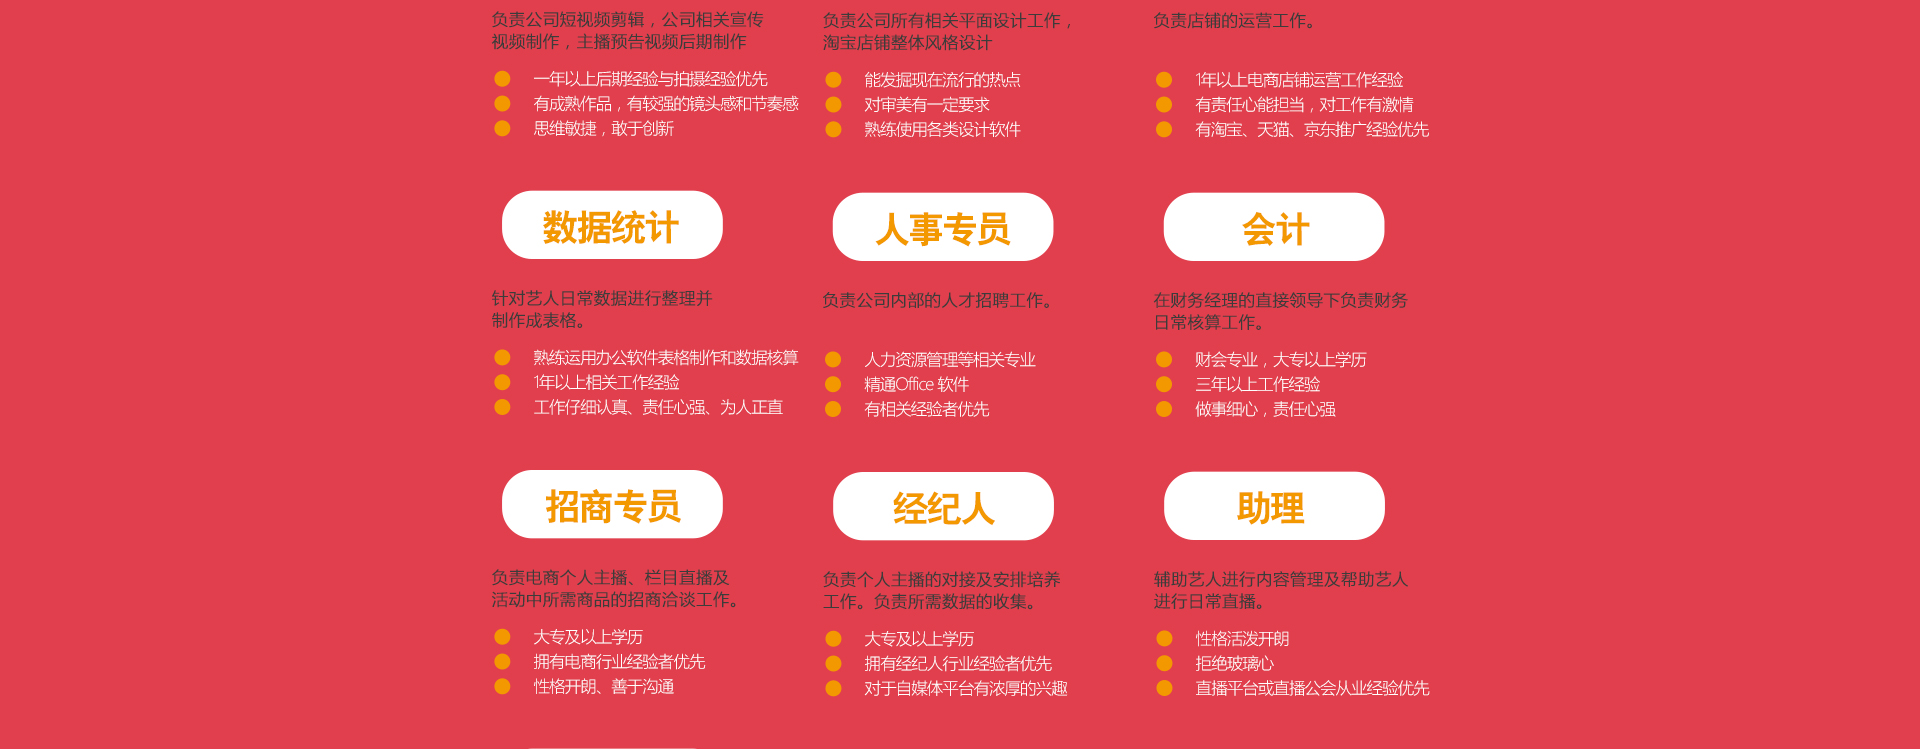 负责公司短视频剪辑，公司相关宣传
视频制作，主播预告视频后期制作
一年以上后期经验与拍摄经验优先
有成熟作品，有较强的镜头感和节奏感
思维敏捷，敢于创新
负责公司所有相关平面设计工作，
淘宝店铺整体风格设计
能发掘现在流行的热点
对审美有一定要求
熟练使用各类设计软件
负责店铺的运营工作。
1年以上电商店铺运营工作经验
有责任心能担当，对工作有激情
有淘宝、天猫、京东推广经验优先
数据统计
针对艺人日常数据进行整理并
制作成表格。
熟练运用办公软件表格制作和数据核算
1年以上相关工作经验
工作仔细认真、责任心强、为人正直
人事专员
负责公司内部的人才招聘工作。
人力资源管理等相关专业
精通Office 软件
有相关经验者优先
会计
在财务经理的直接领导下负责财务
日常核算工作。
财会专业，大专以上学历
三年以上工作经验
做事细心，责任心强
招商专员
负责电商个人主播、栏目直播及
活动中所需商品的招商洽谈工作。
大专及以上学历
拥有电商行业经验者优先
性格开朗、善于沟通
经纪人
负责个人主播的对接及安排培养
工作。负责所需数据的收集。
大专及以上学历
拥有经纪人行业经验者优先
对于自媒体平台有浓厚的兴趣
助理
辅助艺人进行内容管理及帮助艺人
进行日常直播。
性格活泼开朗
拒绝玻璃心
直播平台或直播公会从业经验优先